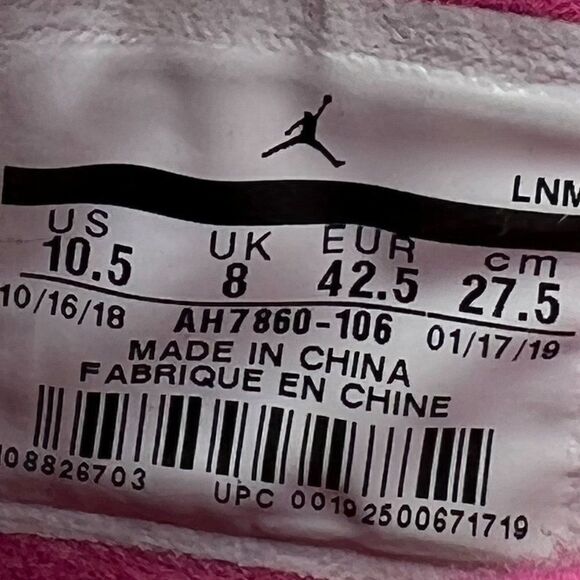 LNM
US UK EUR cm
10.5 8 42.5 27.5
10/16/18 AH7860-106 01/17/19
MADE IN CHINA
FABRIQUE EN CHINE
08826703 UPC 00192500671719